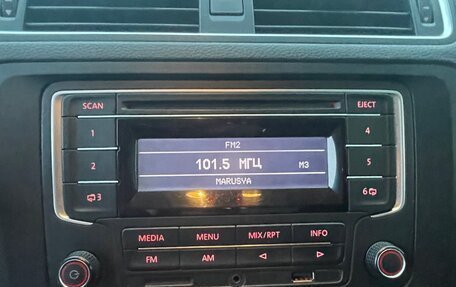 SCAN
EJECT
1
4
FM2
2
101.5 МГЦ
M3
5
MARUSYA
3
6
MEDIA
MENU
MIX/RPT
INFO
FM
AM